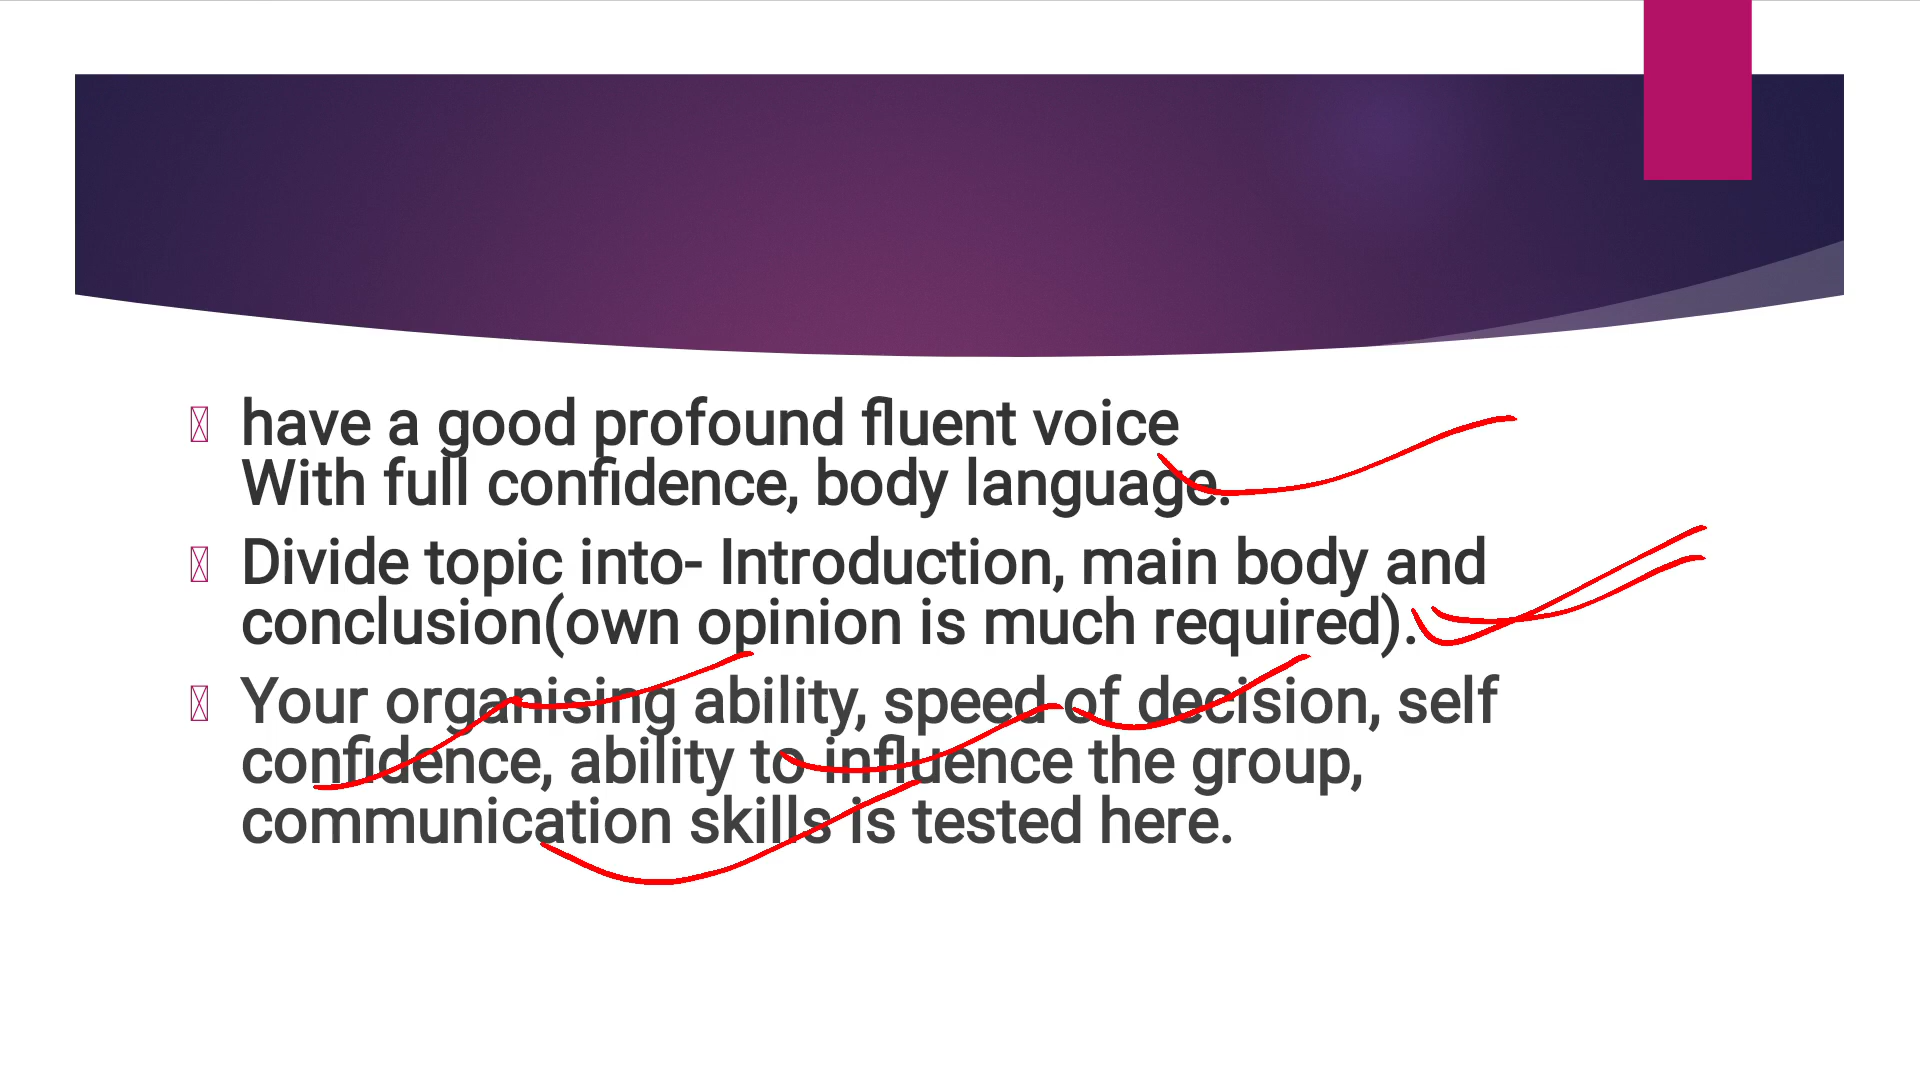 have a good profound fluent voice
With full confidence, body language.
Divide topic into- Introduction, main body and
conclusion(own opinion is much required).
Your organising ability, speed of decision, self
confidence, ability to influence the group,
communication skills is tested here.